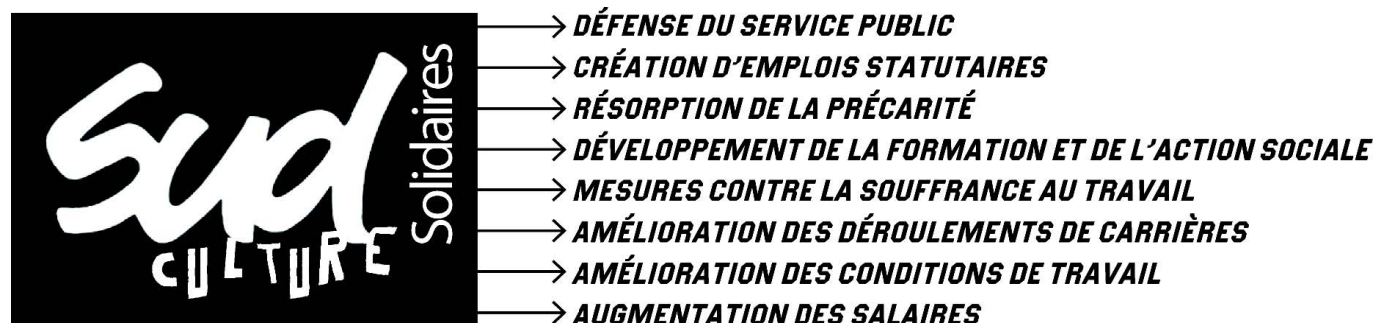 Sud
CULTURE
Solidaires
→ DÉFENSE DU SERVICE PUBLIC
→ CRÉATION D'EMPLOIS STATUTAIRES
→ RÉSORPTION DE LA PRÉCARITÉ
→ DÉVELOPPEMENT DE LA FORMATION ET DE L'ACTION SOCIALE
→ MESURES CONTRE LA SOUFFRANCE AU TRAVAIL
→ AMÉLIORATION DES DÉROULEMENTS DE CARRIÈRES
→ AMÉLIORATION DES CONDITIONS DE TRAVAIL
→ AUGMENTATION DES SALAIRES